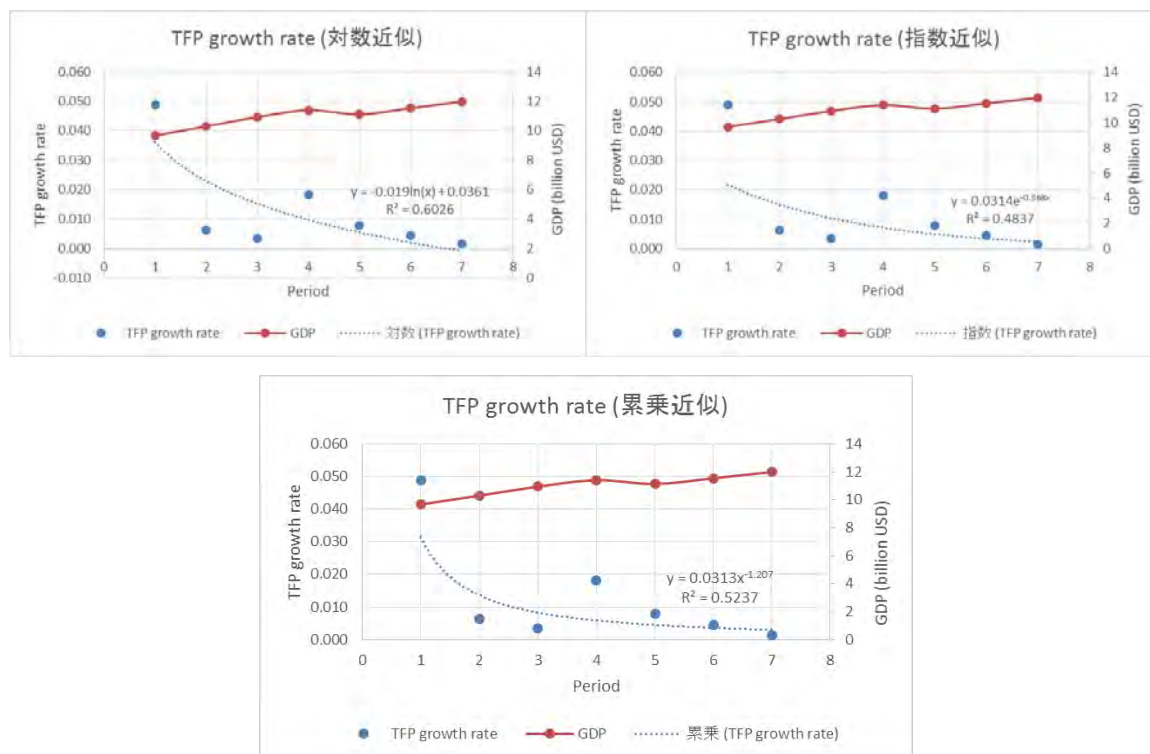 TFP growth rate (対数近似)
0.060
0.050
0.040
0.030
0.020
0.010
0.000
-0.010
TFP growth rate
14
12
10
8
6
4
2
0
GDP (billion USD)
y = -0.019ln(x) + 0.0361
R² = 0.6026
0 1 2 3 4 5 6 7 8
Period
TFP growth rate GDP 対数 (TFP growth rate)
TFP growth rate (指数近似)
0.060
0.050
0.040
0.030
0.020
0.010
0.000
TFP growth rate
14
12
10
8
6
4
2
0
GDP (billion USD)
R² = 0.4837
0 1 2 3 4 5 6 7 8
Period
TFP growth rate GDP 指数 (TFP growth rate)
TFP growth rate (累乗近似)
0.060
0.050
0.040
0.030
0.020
0.010
0.000
TFP growth rate
14
12
10
8
6
4
2
0
GDP (billion USD)
y = 0.0313x⁻¹·²⁰⁷
R² = 0.5237
0 1 2 3 4 5 6 7 8
Period
TFP growth rate GDP 累乗 (TFP growth rate)